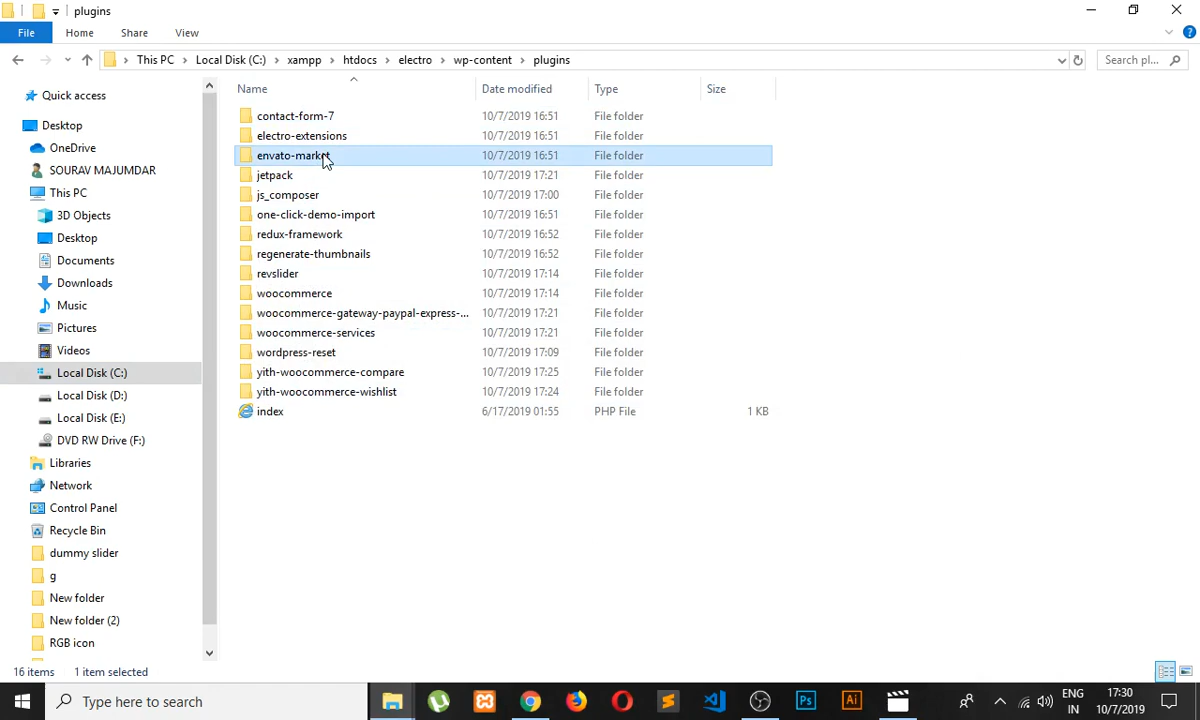 plugins
File Home Share View
This PC Local Disk (C:) xampp htdocs electro wp-content plugins Search pl...
Name Date modified Type Size
Quick access
Desktop
OneDrive
SOURAV MAJUMDAR
This PC
3D Objects
Desktop
Documents
Downloads
Music
Pictures
Videos
Local Disk (C:)
Local Disk (D:)
Local Disk (E:)
DVD RW Drive (F:)
Libraries
Network
Control Panel
Recycle Bin
dummy slider
g
New folder
New folder (2)
RGB icon
contact-form-7 10/7/2019 16:51 File folder
electro-extensions 10/7/2019 16:51 File folder
envato-market 10/7/2019 16:51 File folder
jetpack 10/7/2019 17:21 File folder
js_composer 10/7/2019 17:00 File folder
one-click-demo-import 10/7/2019 16:51 File folder
redux-framework 10/7/2019 16:52 File folder
regenerate-thumbnails 10/7/2019 16:52 File folder
revslider 10/7/2019 17:14 File folder
woocommerce 10/7/2019 17:14 File folder
woocommerce-gateway-paypal-express-... 10/7/2019 17:21 File folder
woocommerce-services 10/7/2019 17:21 File folder
wordpress-reset 10/7/2019 17:09 File folder
yith-woocommerce-compare 10/7/2019 17:25 File folder
yith-woocommerce-wishlist 10/7/2019 17:24 File folder
index 6/17/2019 01:55 PHP File 1 KB
16 items 1 item selected
Type here to search
Ps
Ai
ENG
IN
17:30
10/7/2019